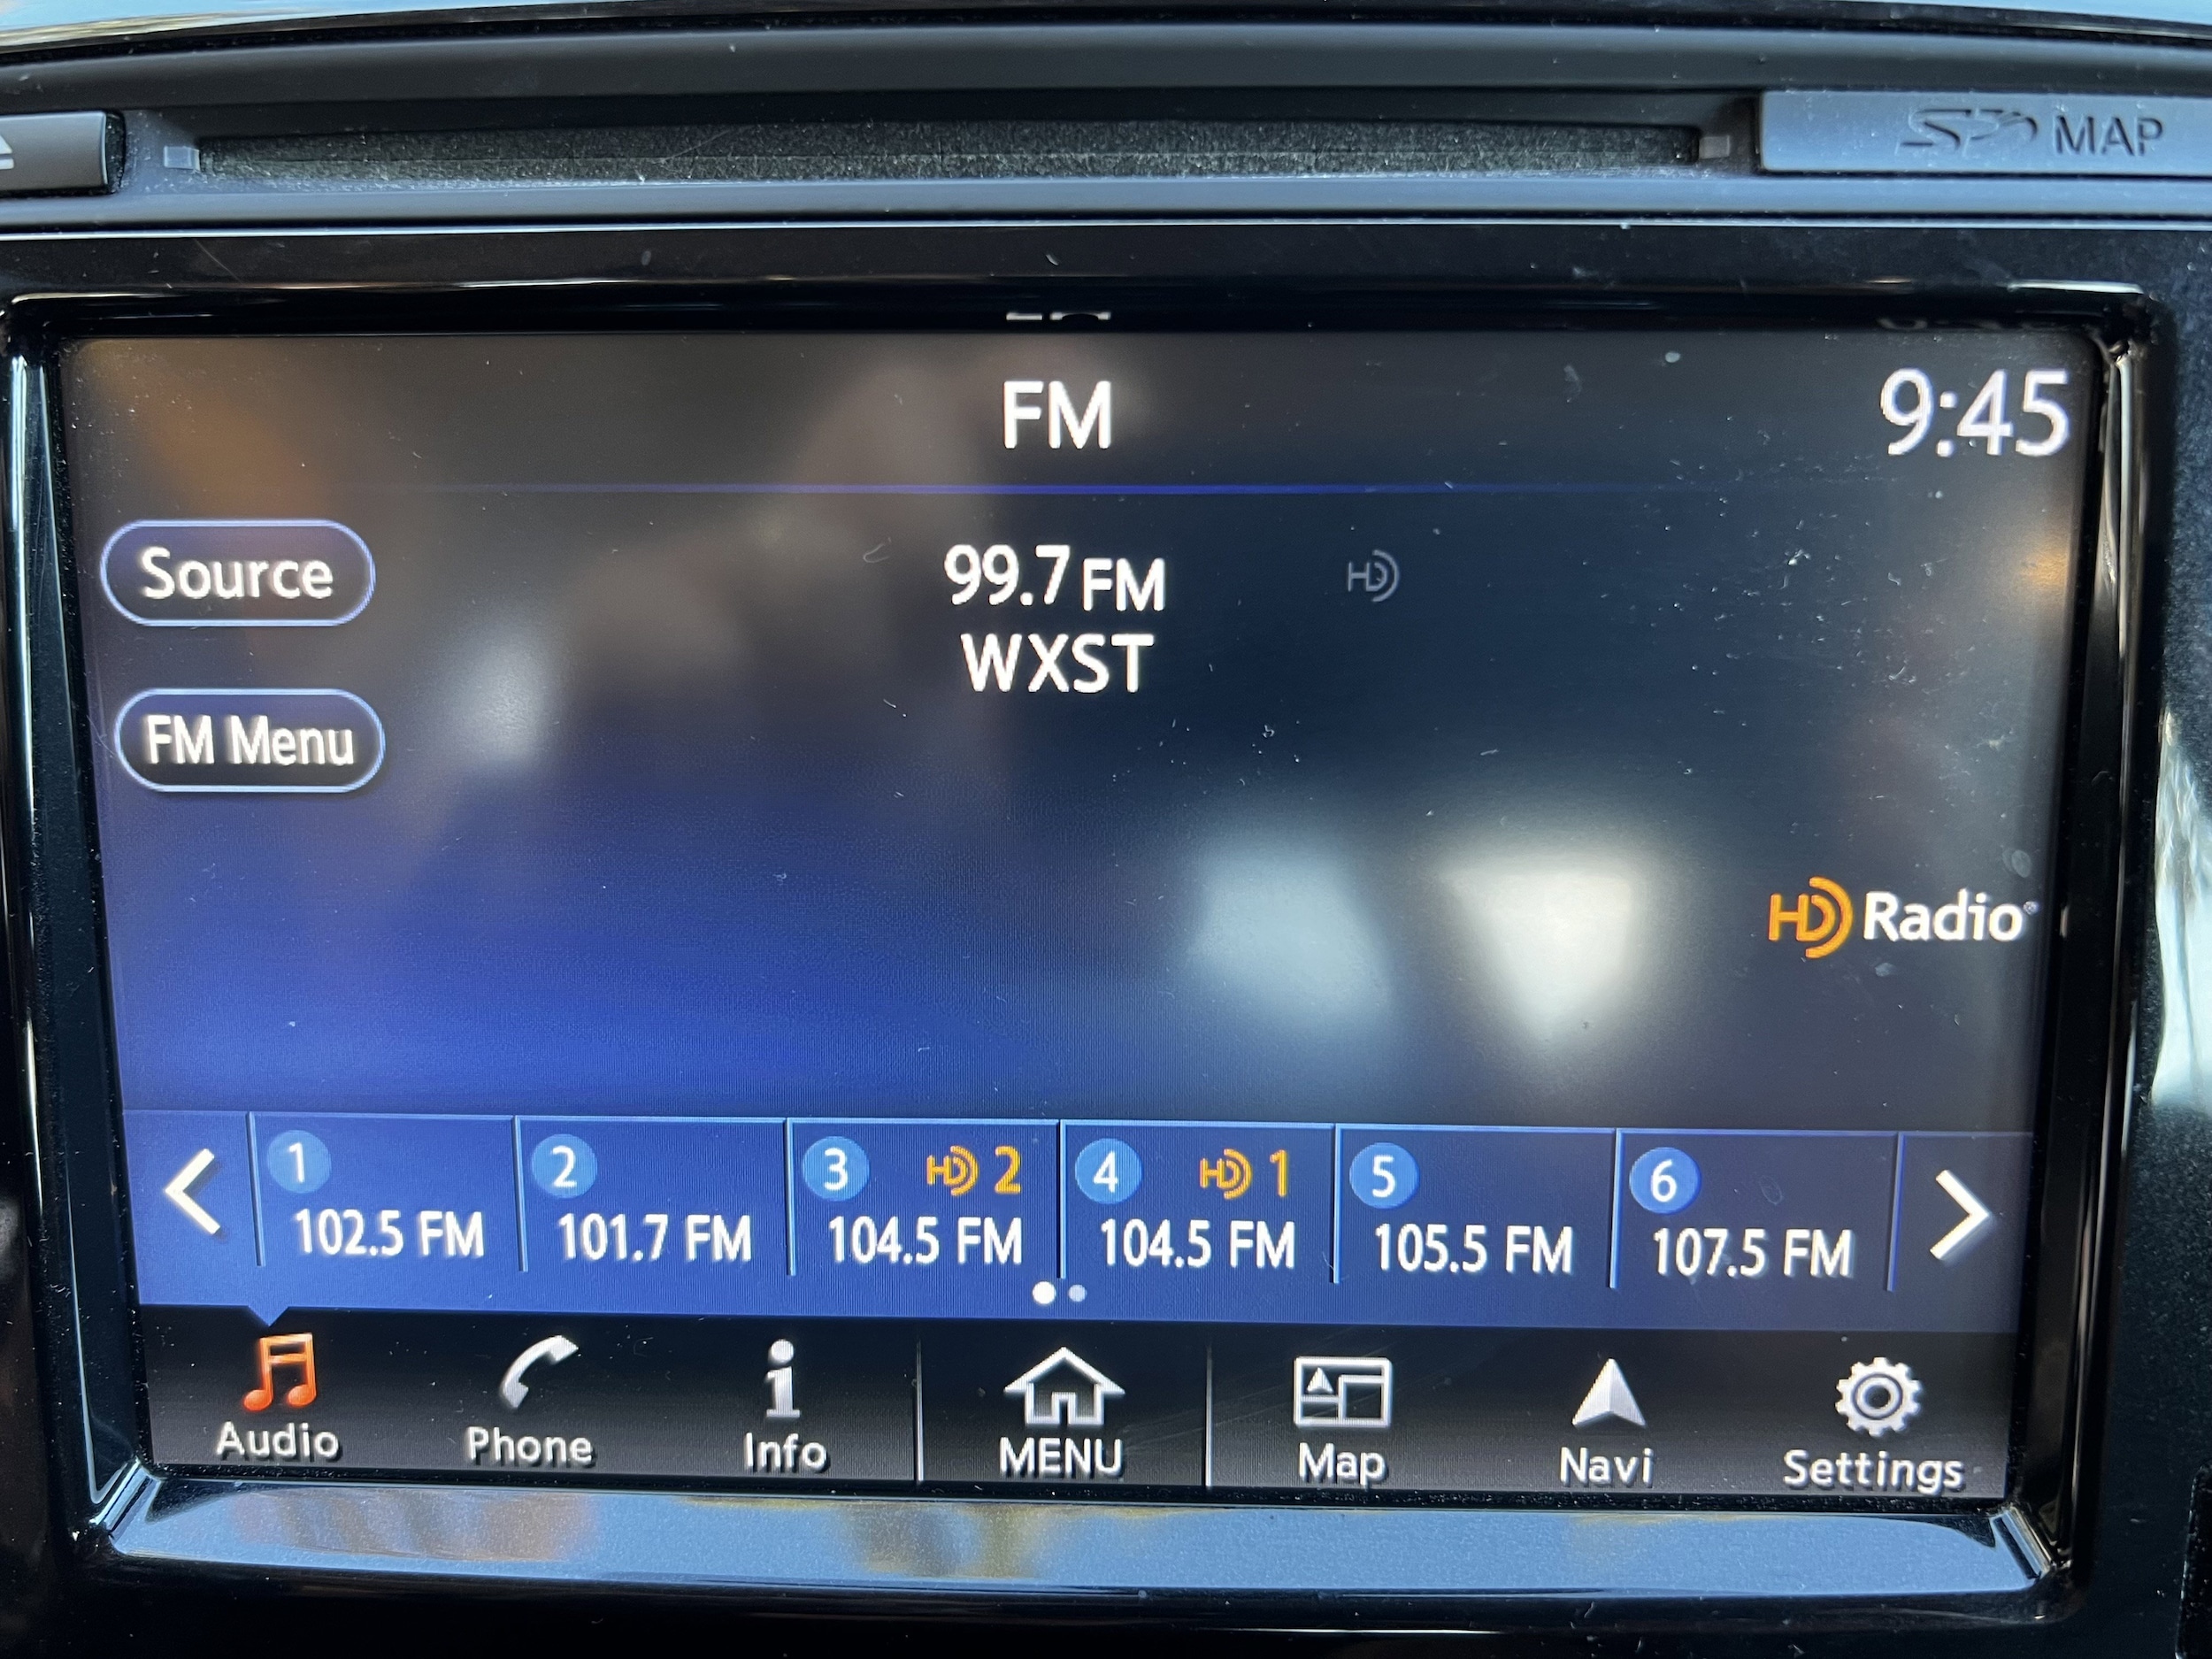 SD MAP
FM
9:45
Source
99.7 FM
HD
WXST
FM Menu
HD Radio®
1
102.5 FM
2
101.7 FM
3 HD 2
104.5 FM
4 HD 1
104.5 FM
5
105.5 FM
6
107.5 FM
Audio
Phone
Info
MENU
Map
Navi
Settings